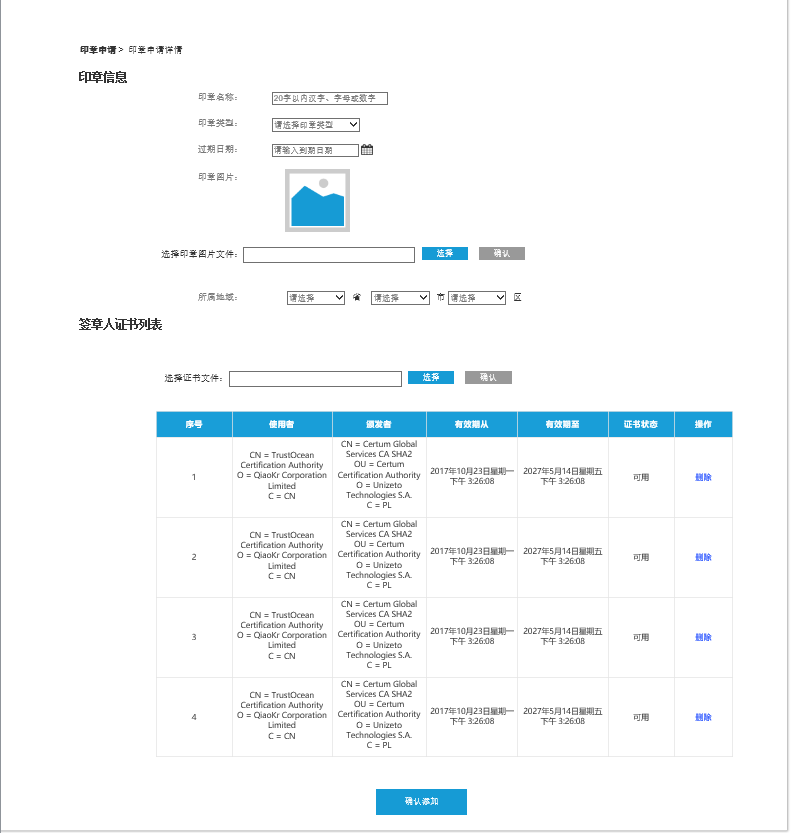 印章申请 > 印章申请详情
印章信息
印章名称：
20字以内汉字、字母或数字
印章类型：
请选择印章类型
过期日期：
请输入到期日期
印章图片：
选择印章图片文件：
选择
确认
所属地域：
请选择 省 请选择 市 请选择 区
签章人证书列表
选择证书文件：
选择
确认
序号 使用者 颁发者 有效期从 有效期至 证书状态 操作
1
CN = TrustOcean
Certification Authority
O = QiaoKr Corporation
Limited
C = CN
CN = Certum Global
Services CA SHA2
OU = Certum
Certification Authority
O = Unizeto
Technologies S.A.
C = PL
2017年10月23日星期一
下午 3:26:08
2027年5月14日星期五
下午 3:26:08
可用
删除
2
CN = TrustOcean
Certification Authority
O = QiaoKr Corporation
Limited
C = CN
CN = Certum Global
Services CA SHA2
OU = Certum
Certification Authority
O = Unizeto
Technologies S.A.
C = PL
2017年10月23日星期一
下午 3:26:08
2027年5月14日星期五
下午 3:26:08
可用
删除
3
CN = TrustOcean
Certification Authority
O = QiaoKr Corporation
Limited
C = CN
CN = Certum Global
Services CA SHA2
OU = Certum
Certification Authority
O = Unizeto
Technologies S.A.
C = PL
2017年10月23日星期一
下午 3:26:08
2027年5月14日星期五
下午 3:26:08
可用
删除
4
CN = TrustOcean
Certification Authority
O = QiaoKr Corporation
Limited
C = CN
CN = Certum Global
Services CA SHA2
OU = Certum
Certification Authority
O = Unizeto
Technologies S.A.
C = PL
2017年10月23日星期一
下午 3:26:08
2027年5月14日星期五
下午 3:26:08
可用
删除
确认添加